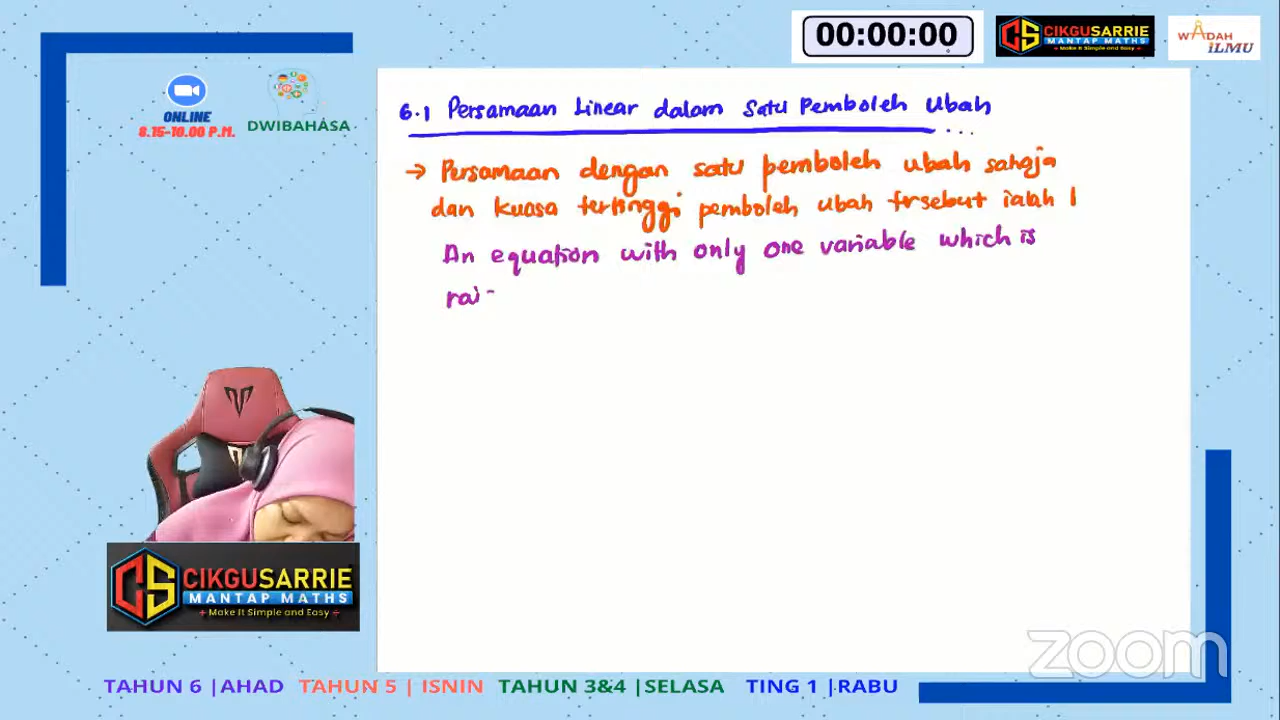 00:00:00
CIKGUSARRIE
MANTAP MATHS
Make It Simple and Easy
WADAH
ILMU
ONLINE
8.15-10.00 P.M.
DWIBAHASA
6.1 Persamaan Linear dalam Satu Pemboleh Ubah
→ Persamaan dengan satu pemboleh ubah sahaja
dan kuasa tertinggi pemboleh ubah trsebut ialah 1
An equation with only one variable which is
rai
CS CIKGUSARRIE
MANTAP MATHS
+ Make It Simple and Easy +
zoom
TAHUN 6 | AHAD TAHUN 5 | ISNIN TAHUN 3&4 | SELASA TING 1 | RABU